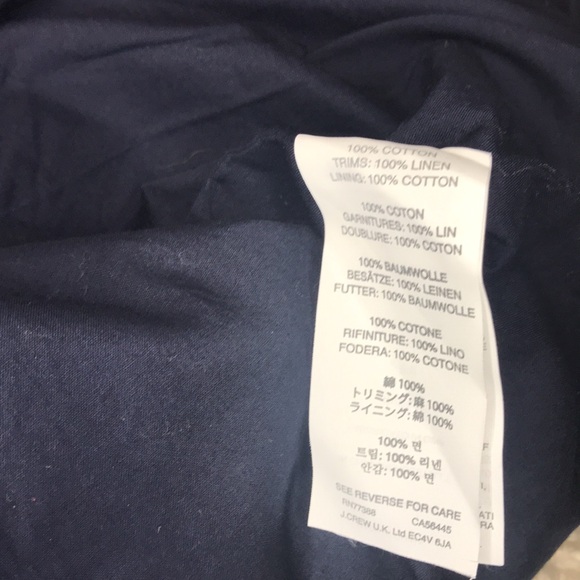 100% COTTON
TRIMS: 100% LINEN
LINING: 100% COTTON
100% COTON
GARNITURES: 100% LIN
DOUBLURE: 100% COTON
100% BAUMWOLLE
BESÄTZE: 100% LEINEN
FUTTER: 100% BAUMWOLLE
100% COTONE
RIFINITURE: 100% LINO
FODERA: 100% COTONE
綿 100%
トリミング: 麻 100%
ライニング: 綿 100%
100% 면
트림: 100% 리넨
안감: 100% 면
SEE REVERSE FOR CARE
RN77388 CA56445
J.CREW U.K. Ltd EC4V 6JA